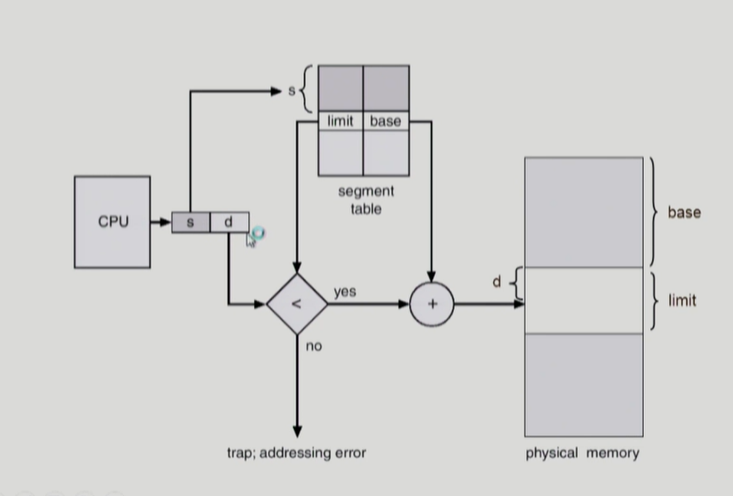 s
limit base
segment
table
CPU
s d
<
yes
+
no
d
base
limit
trap; addressing error
physical memory